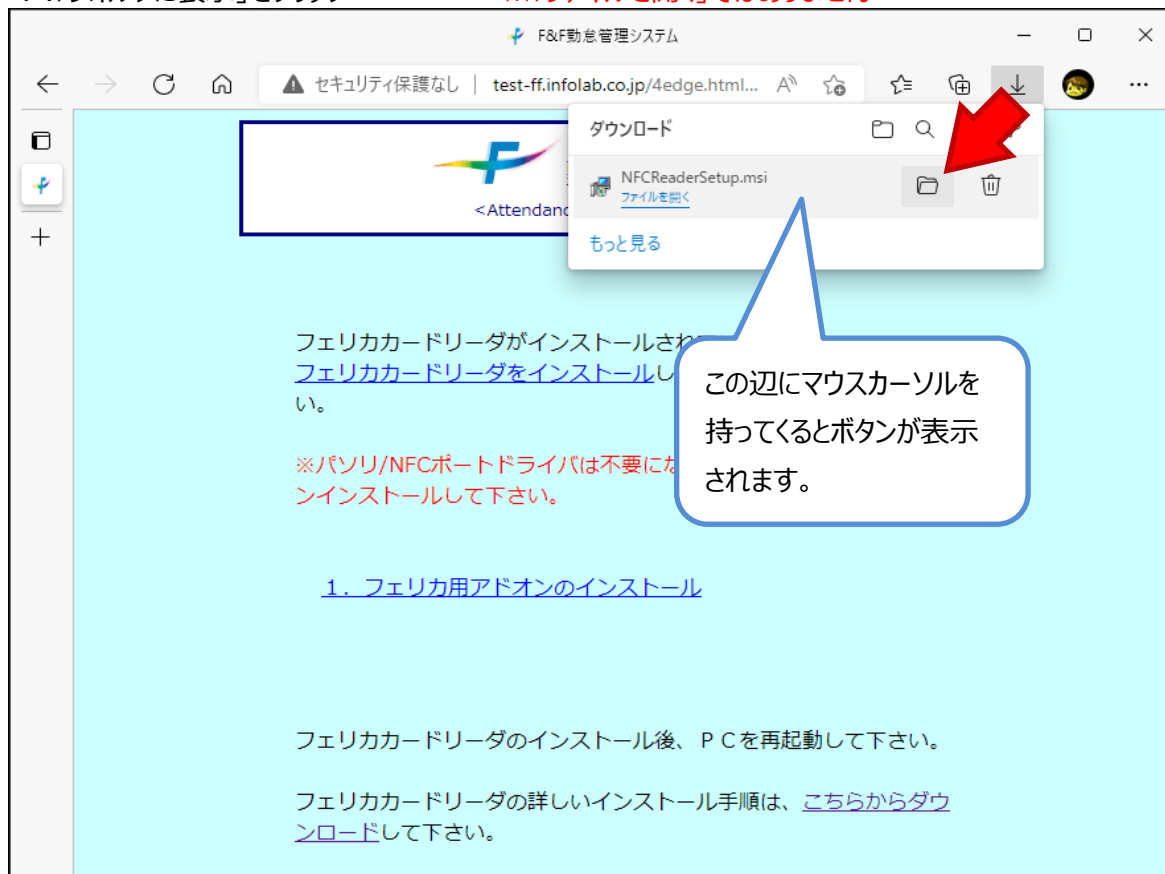 F&F勤怠管理システム
セキュリティ保護なし | test-ff.infolab.co.jp/4edge.html...
ダウンロード
NFCReaderSetup.msi
ファイルを開く
もっと見る
<Attendanc
フェリカカードリーダがインストールされ
フェリカカードリーダをインストールし
い。
この辺にマウスカーソルを
持ってくるとボタンが表示
されます。
※パソリ/NFCポートドライバは不要にな
ンインストールして下さい。
１．フェリカ用アドオンのインストール
フェリカカードリーダのインストール後、ＰＣを再起動して下さい。
フェリカカードリーダの詳しいインストール手順は、こちらからダウ
ンロードして下さい。